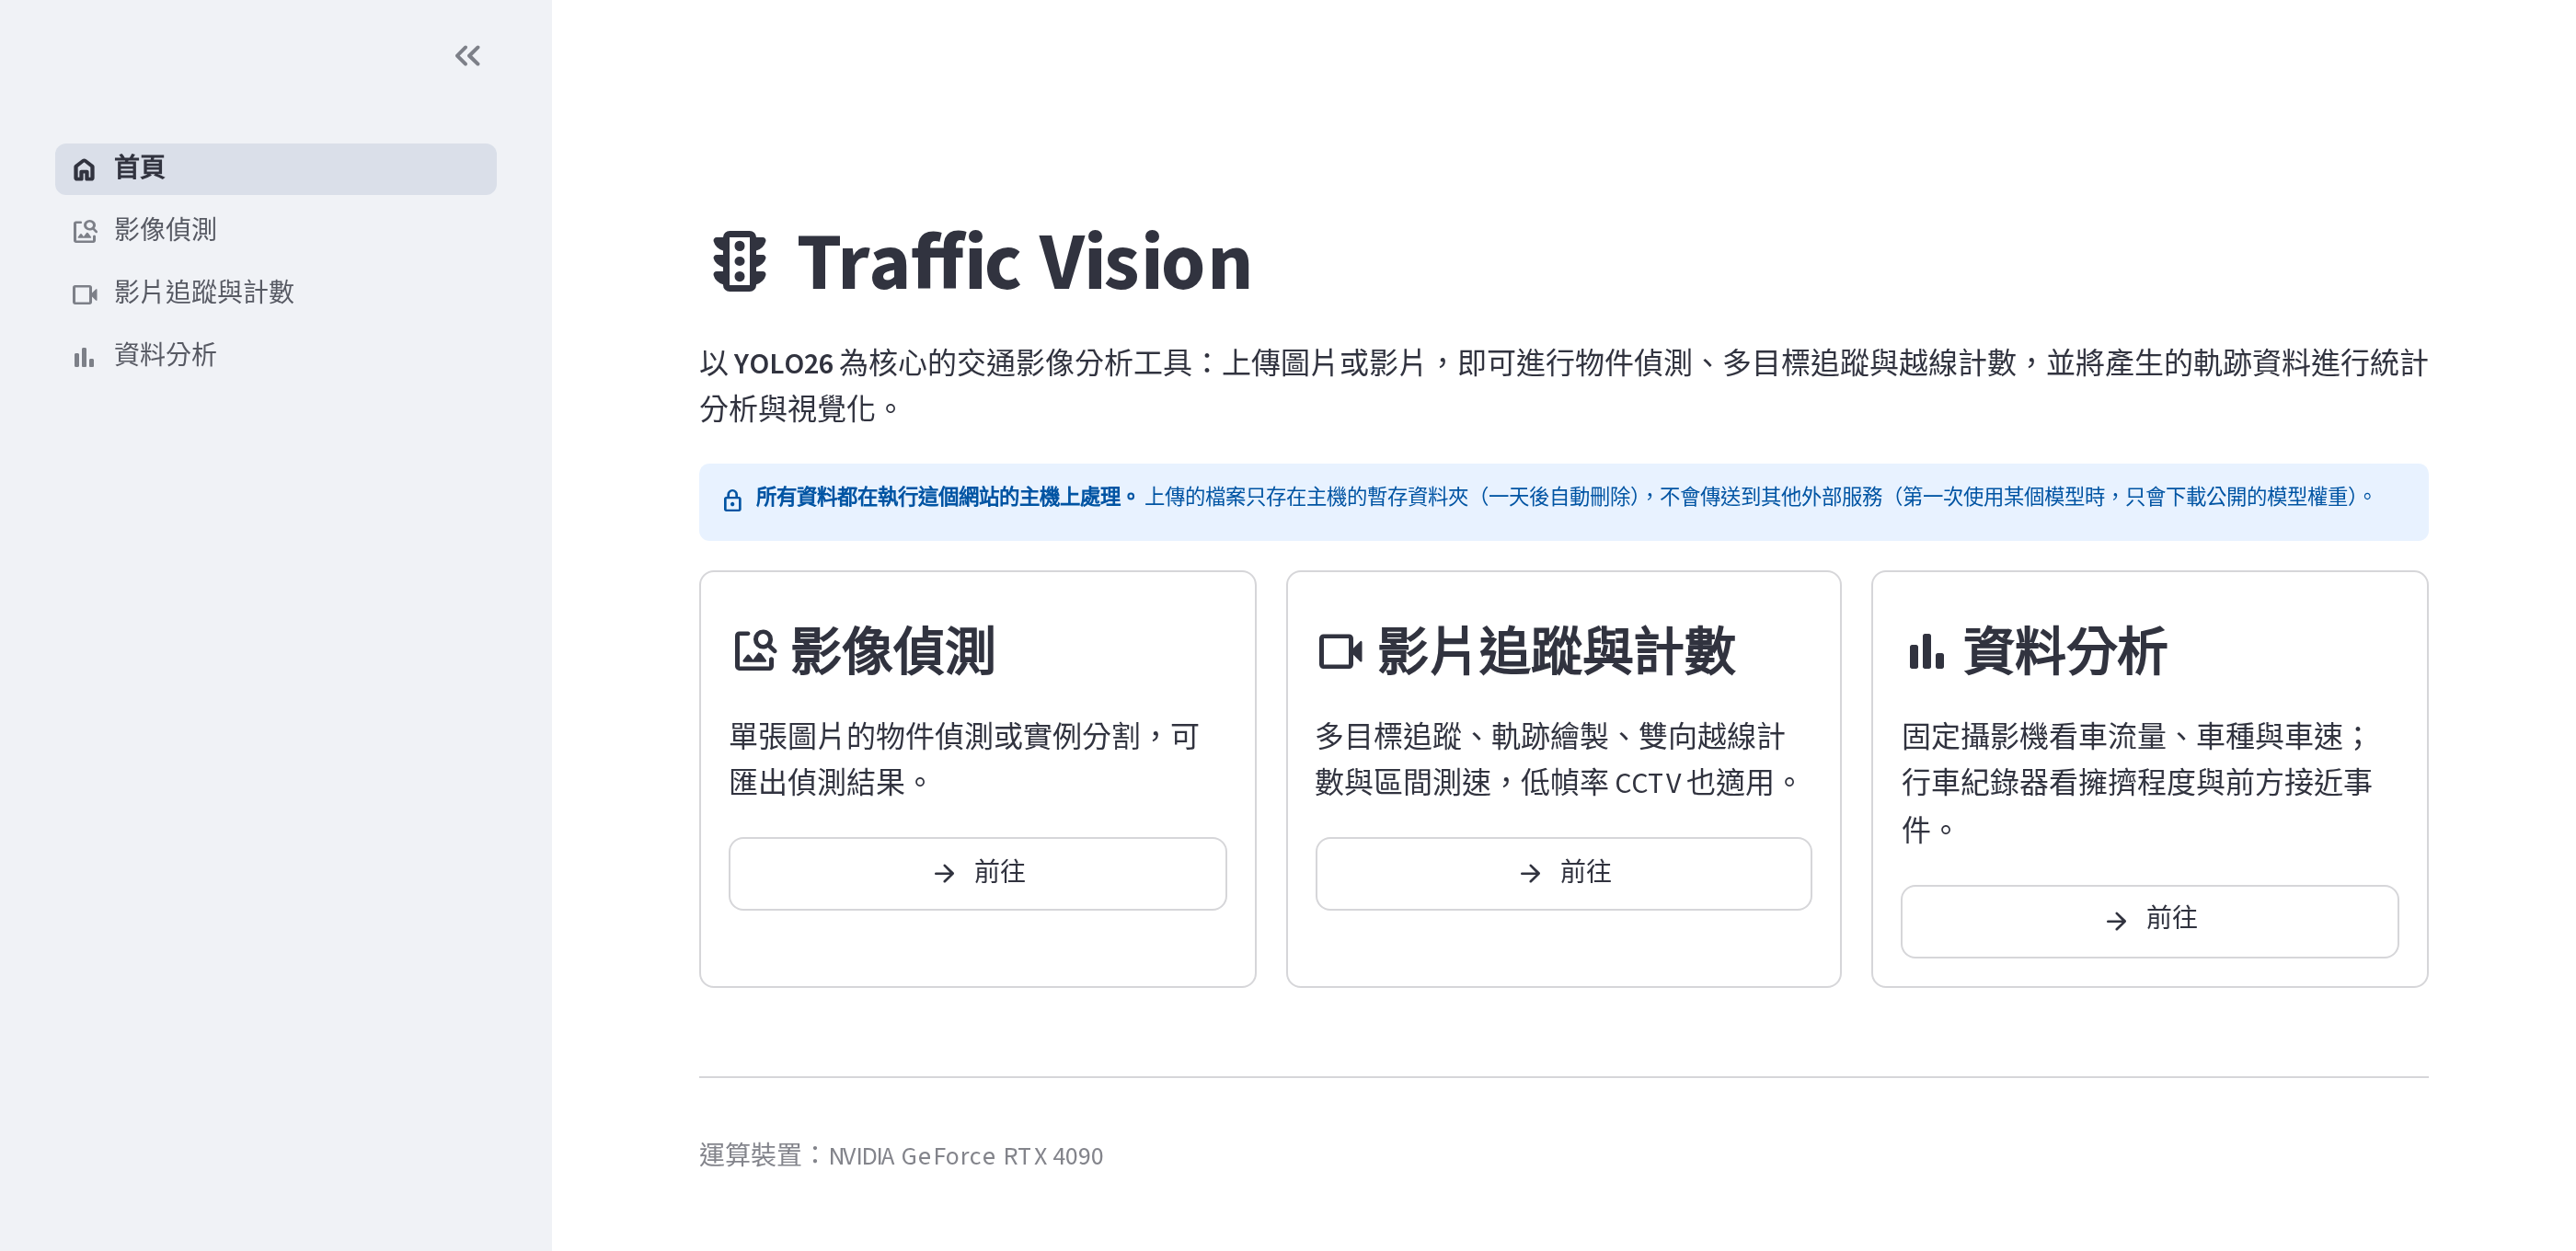 首頁
影像偵測
影片追蹤與計數
資料分析
Traffic Vision
以 YOLO26 為核心的交通影像分析工具：上傳圖片或影片，即可進行物件偵測、多目標追蹤與越線計數，並將產生的軌跡資料進行統計
分析與視覺化。
所有資料都在執行這個網站的主機上處理。上傳的檔案只存在主機的暫存資料夾（一天後自動刪除），不會傳送到其他外部服務（第一次使用某個模型時，只會下載公開的模型權重）。
影像偵測
單張圖片的物件偵測或實例分割，可
匯出偵測結果。
前往
影片追蹤與計數
多目標追蹤、軌跡繪製、雙向越線計
數與區間測速，低幀率 CCTV 也適用。
前往
資料分析
固定攝影機看車流量、車種與車速；
行車紀錄器看擁擠程度與前方接近事
件。
前往
運算裝置：NVIDIA GeForce RTX 4090